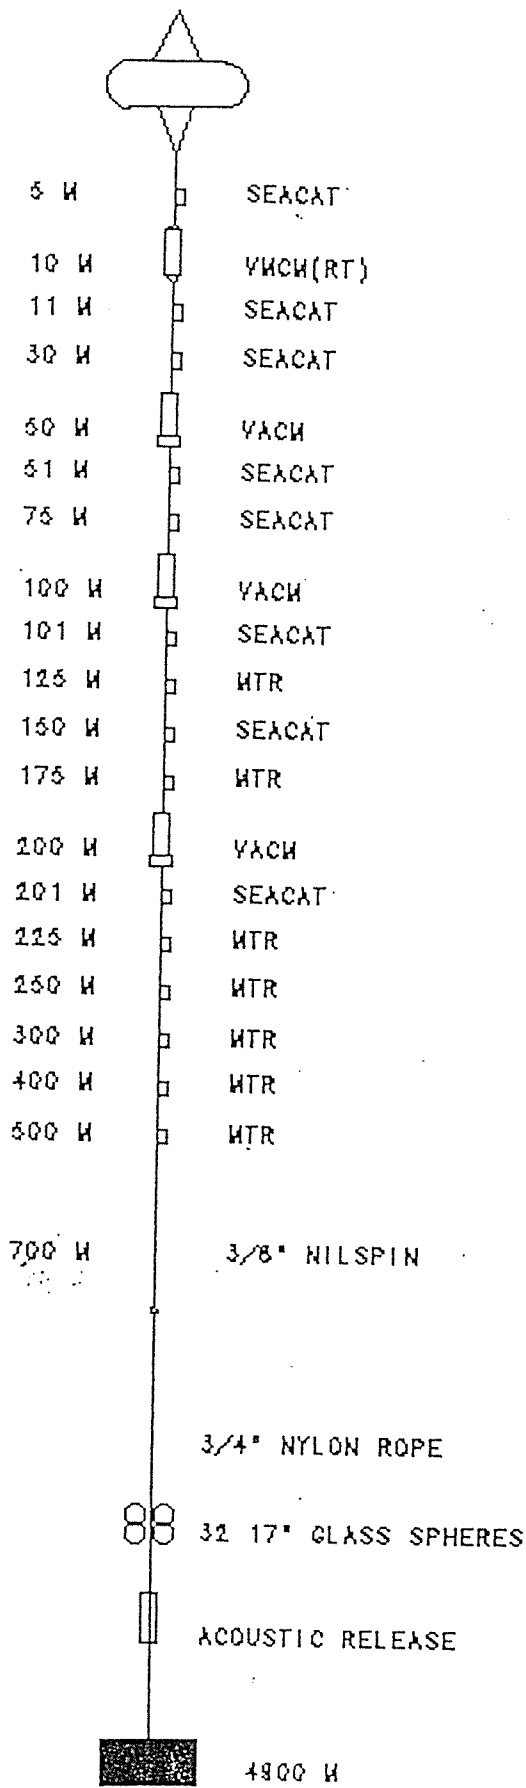 5 M SEACAT
10 M VMCM(RT)
11 M SEACAT
30 M SEACAT
50 M VACM
51 M SEACAT
75 M SEACAT
100 M VACM
101 M SEACAT
125 M MTR
150 M SEACAT
175 M MTR
200 M VACM
201 M SEACAT
225 M MTR
250 M MTR
300 M MTR
400 M MTR
500 M MTR
700 M 3/8" NILSPIN
3/4" NYLON ROPE
32 17" GLASS SPHERES
ACOUSTIC RELEASE
4900 M